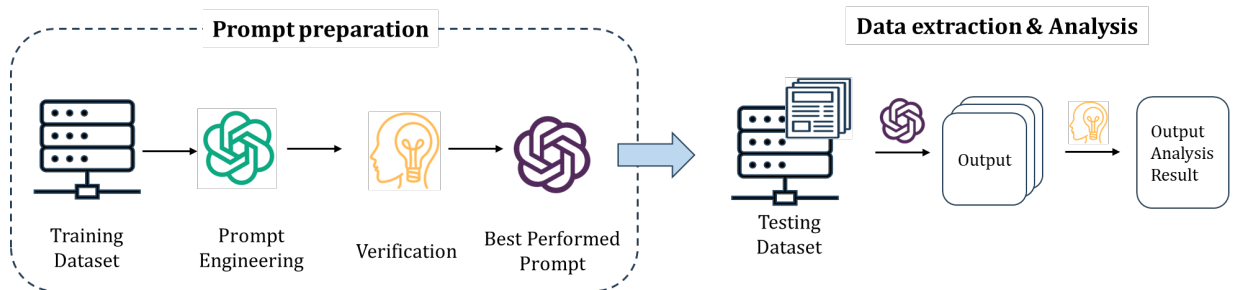 Prompt preparation
Data extraction & Analysis
Training
Dataset
Prompt
Engineering
Verification
Best Performed
Prompt
Testing
Dataset
Output
Output
Analysis
Result